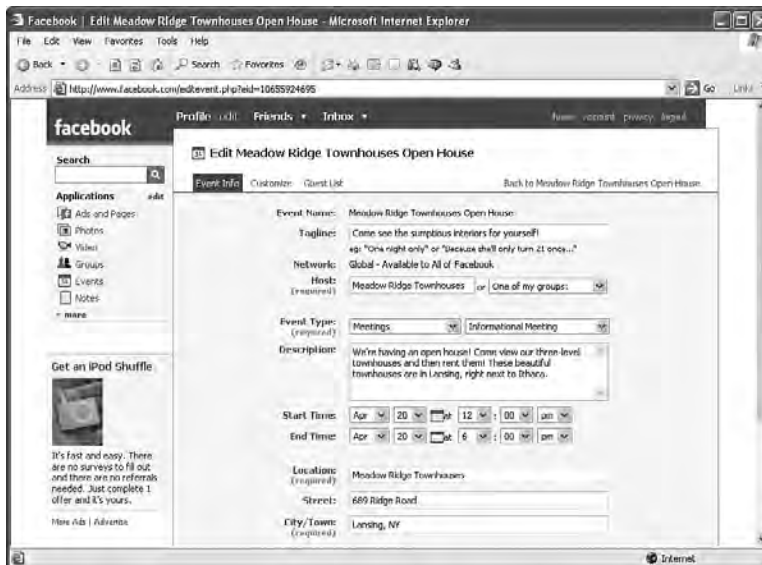 Facebook | Edit Meadow Ridge Townhouses Open House - Microsoft Internet Explorer
File Edit View Favorites Tools Help
Back Search Favorites
Address http://www.facebook.com/editevent.php?eid=10655924695 Go Links
facebook
Profile edit Friends Inbox home account privacy logout
Search
Applications edit
Ads and Pages
Photos
Video
Groups
Events
Notes
more
Get an iPod Shuffle
It's fast and easy. There
are no surveys to fill out
and there are no referrals
needed. Just complete 1
offer and it's yours.
More Ads | Advertise
31 Edit Meadow Ridge Townhouses Open House
Event Info Customize Guest List Back to Meadow Ridge Townhouses Open House
Event Name: Meadow Ridge Townhouses Open House
Tagline: Come see the sumptious interiors for yourself!
eg: "One night only" or "Because she'll only turn 21 once..."
Network: Global - Available to All of Facebook
Host: (required) Meadow Ridge Townhouses or One of my groups:
Event Type: (required) Meetings Informational Meeting
Description: We're having an open house! Come view our three-level
townhouses and then rent them! These beautiful
townhouses are in Lansing, right next to Ithaca.
Start Time: Apr 20 at 12 : 00 pm
End Time: Apr 20 at 6 : 00 pm
Location: (required) Meadow Ridge Townhouses
Street: 689 Ridge Road
City/Town: (required) Lansing, NY
Internet